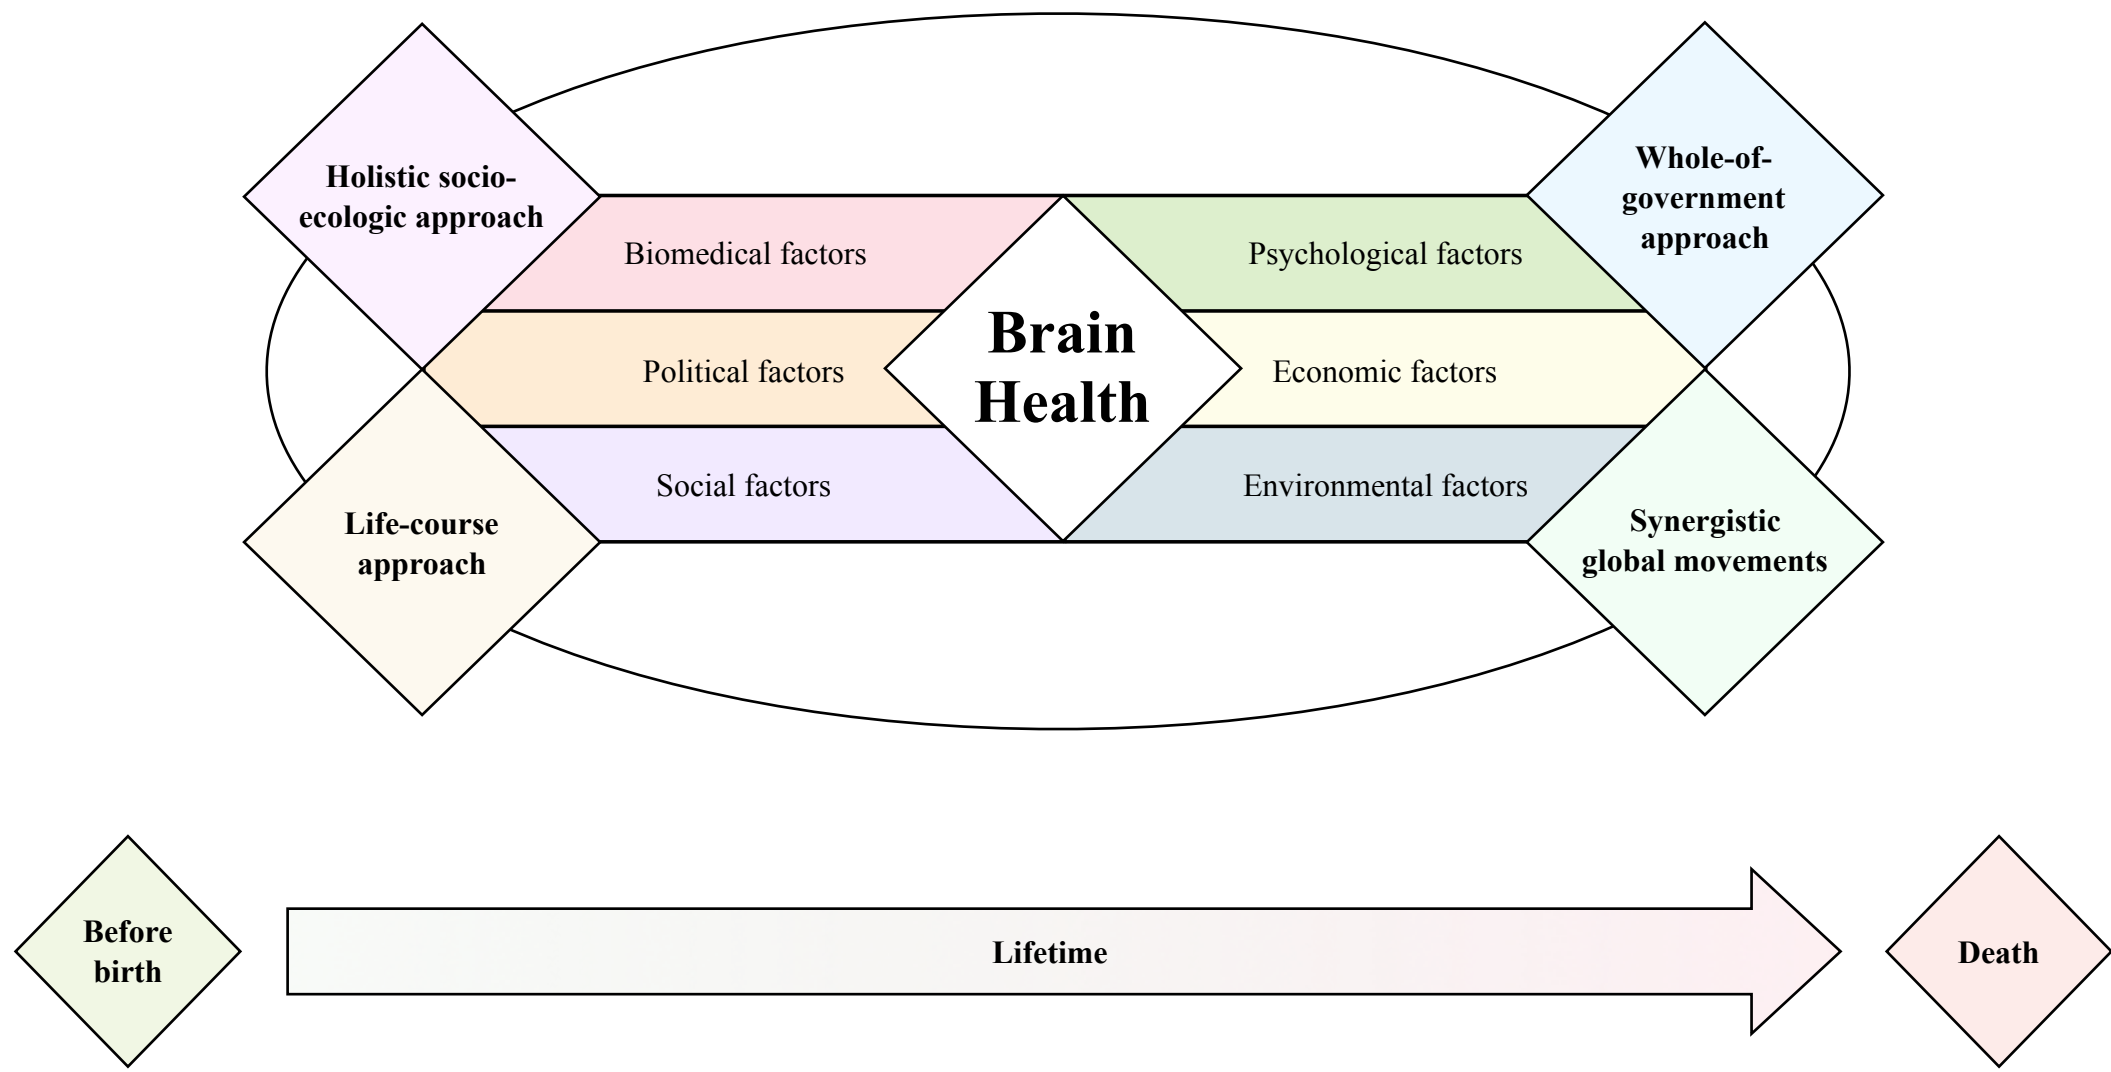 Holistic socio-
ecologic approach
Whole-of-
government
approach
Biomedical factors
Psychological factors
Political factors
Brain
Health
Economic factors
Social factors
Environmental factors
Life-course
approach
Synergistic
global movements
Before
birth
Lifetime
Death